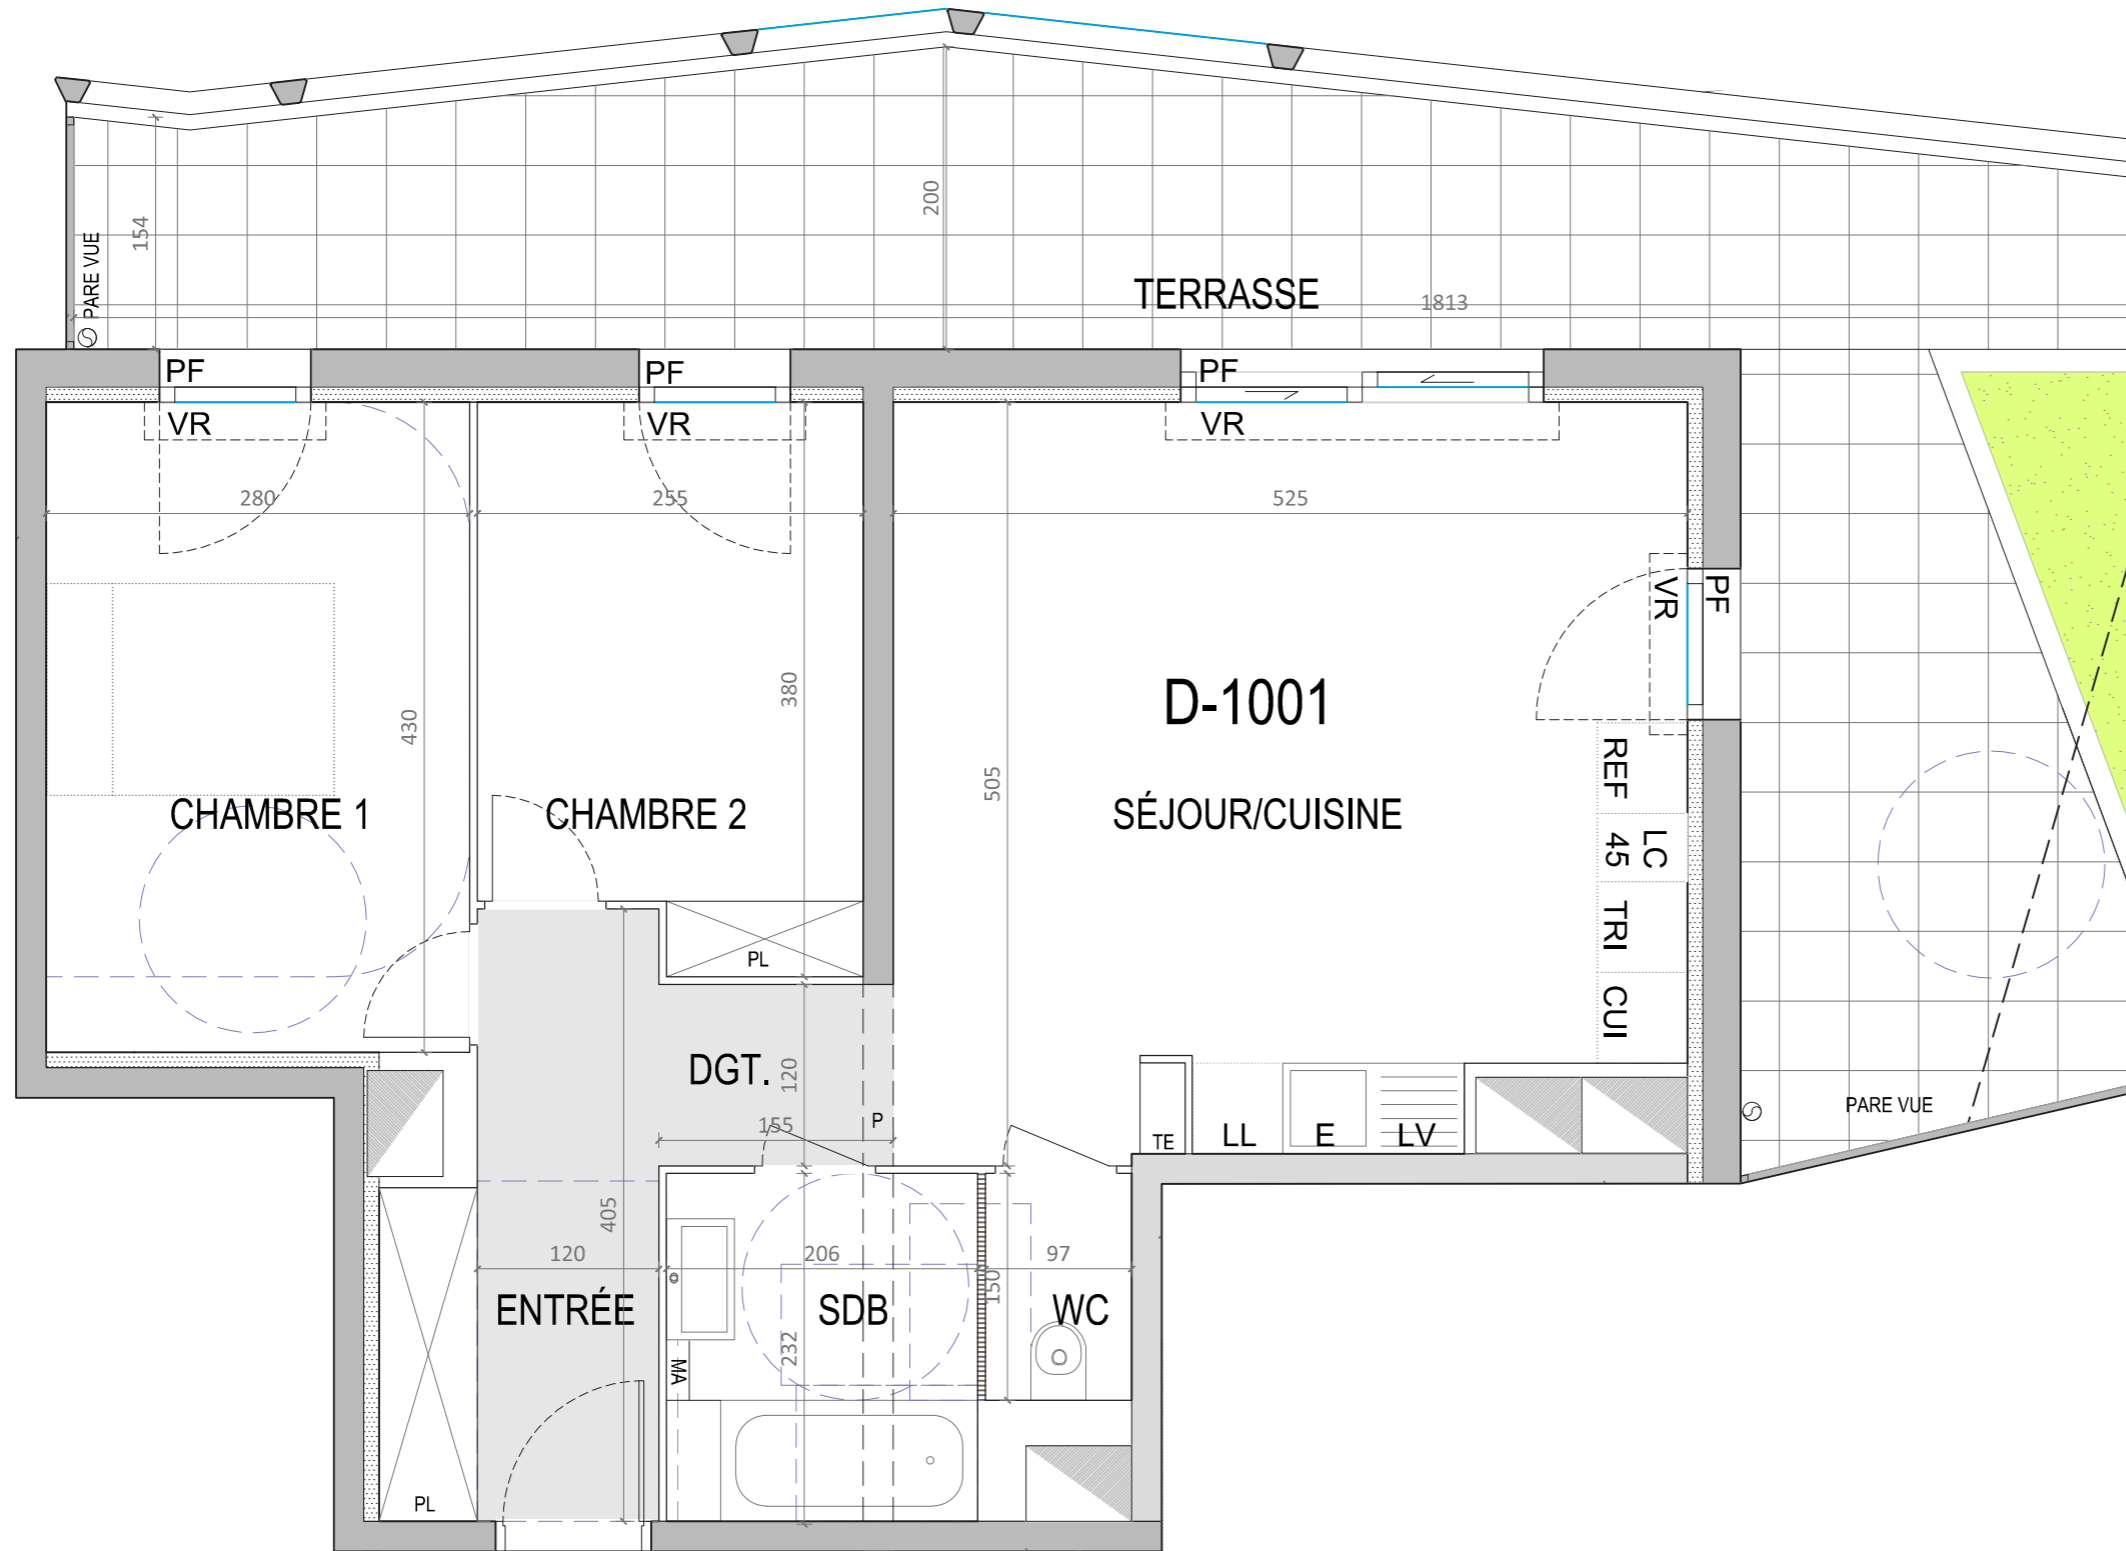 200
154
PARE VUE
TERRASSE
1813
PF
PF
PF
VR
VR
VR
280
255
525
PF
VR
380
D-1001
430
REF
505
CHAMBRE 1
CHAMBRE 2
SÉJOUR/CUISINE
LC
45
TRI
PL
CUI
DGT.
120
PARE VUE
P
155
TE
LL
E
LV
405
120
206
97
150
ENTRÉE
SDB
WC
232
MA
PL